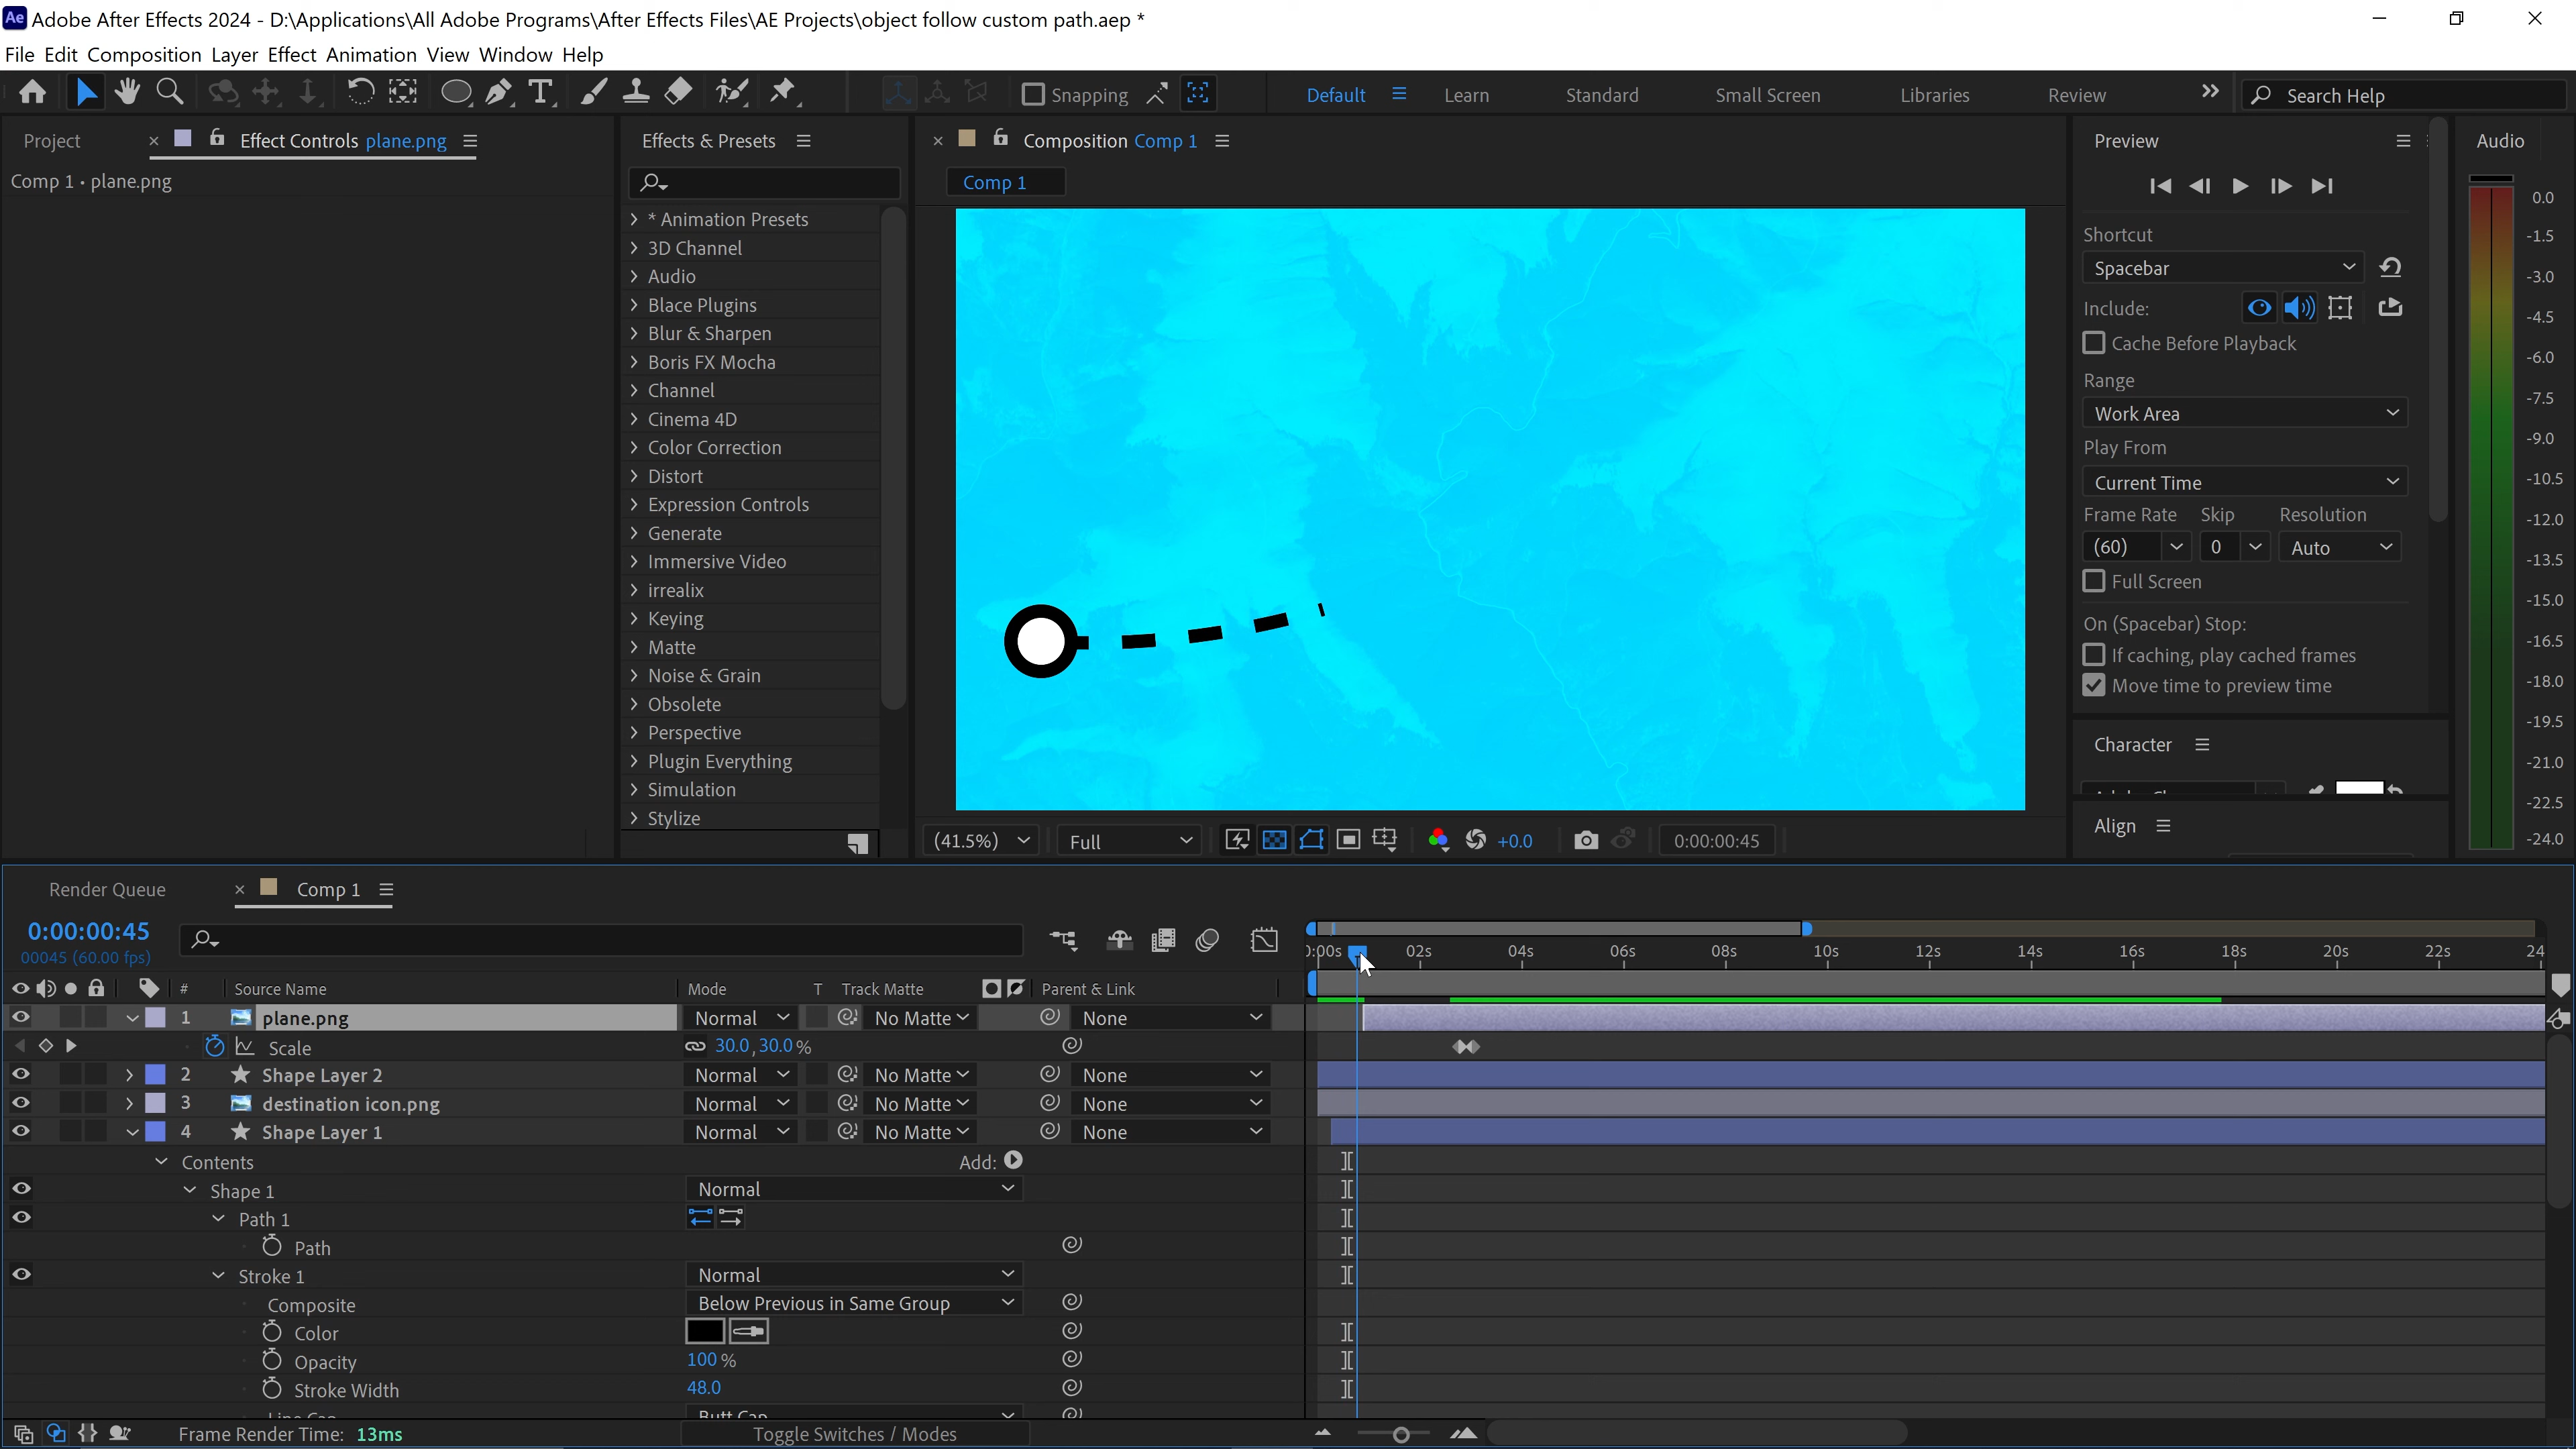 Ae Adobe After Effects 2024 - D:\Applications\All Adobe Programs\After Effects Files\AE Projects\object follow custom path.aep *
File Edit Composition Layer Effect Animation View Window Help
Snapping Default Learn Standard Small Screen Libraries Review Search Help
Project Effect Controls plane.png
Comp 1 • plane.png
Effects & Presets
* Animation Presets
3D Channel
Audio
Blace Plugins
Blur & Sharpen
Boris FX Mocha
Channel
Cinema 4D
Color Correction
Distort
Expression Controls
Generate
Immersive Video
irrealix
Keying
Matte
Noise & Grain
Obsolete
Perspective
Plugin Everything
Simulation
Stylize
Composition Comp 1
Comp 1
(41.5%) Full +0.0 0:00:00:45
Preview
Shortcut
Spacebar
Include:
Cache Before Playback
Range
Work Area
Play From
Current Time
Frame Rate Skip Resolution
(60) 0 Auto
Full Screen
On (Spacebar) Stop:
If caching, play cached frames
Move time to preview time
Character
Align
Audio
0.0
-1.5
-3.0
-4.5
-6.0
-7.5
-9.0
-10.5
-12.0
-13.5
-15.0
-16.5
-18.0
-19.5
-21.0
-22.5
-24.0
Render Queue Comp 1
0:00:00:45
00045 (60.00 fps)
02s 04s 06s 08s 10s 12s 14s 16s 18s 20s 22s 24
# Source Name Mode T Track Matte Parent & Link
1 plane.png Normal No Matte None
Scale 30.0, 30.0 %
2 Shape Layer 2 Normal No Matte None
3 destination icon.png Normal No Matte None
4 Shape Layer 1 Normal No Matte None
Contents Add:
Shape 1 Normal
Path 1
Path
Stroke 1 Normal
Composite Below Previous in Same Group
Color
Opacity 100 %
Stroke Width 48.0
Frame Render Time: 13ms Toggle Switches / Modes